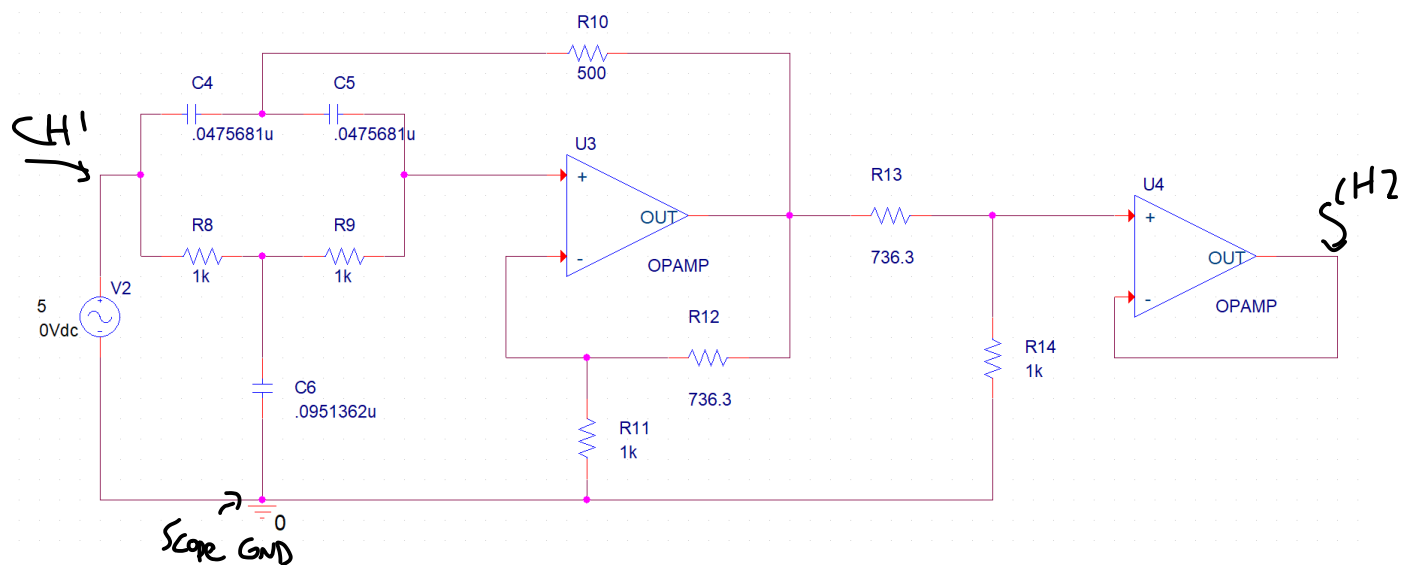 R10
500
C4
C5
.0475681u
.0475681u
CH1
U3
+
-
OUT
OPAMP
R13
736.3
U4
+
-
OUT
OPAMP
CH2
R8
1k
R9
1k
V2
5
0Vdc
+
-
R12
736.3
R14
1k
C6
.0951362u
R11
1k
0
Scope GND